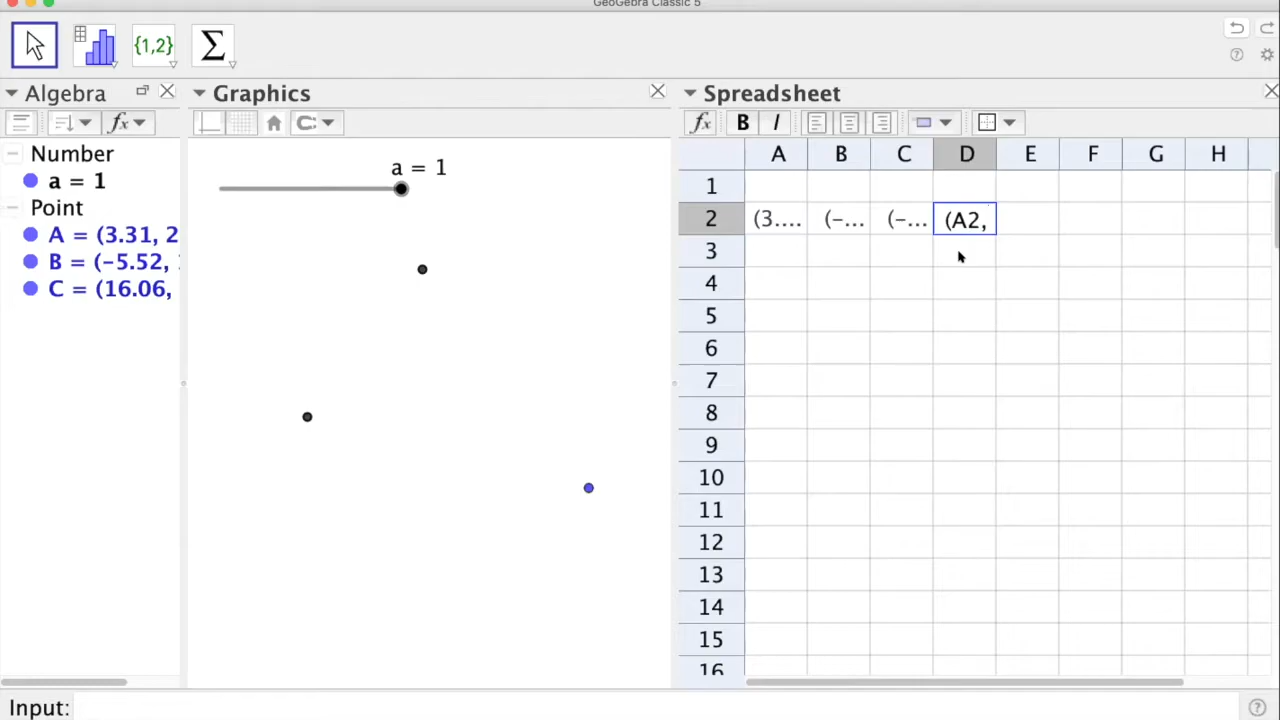 GeoGebra Classic 5
{1,2}
Σ
Algebra
Graphics
Spreadsheet
fx
fx
B
I
Number
a = 1
Point
A = (3.31, 2
B = (−5.52,
C = (16.06,
a = 1
A B C D E F G H
1
2 (3.... (−... (−... (A2,
3
4
5
6
7
8
9
10
11
12
13
14
15
16
Input: